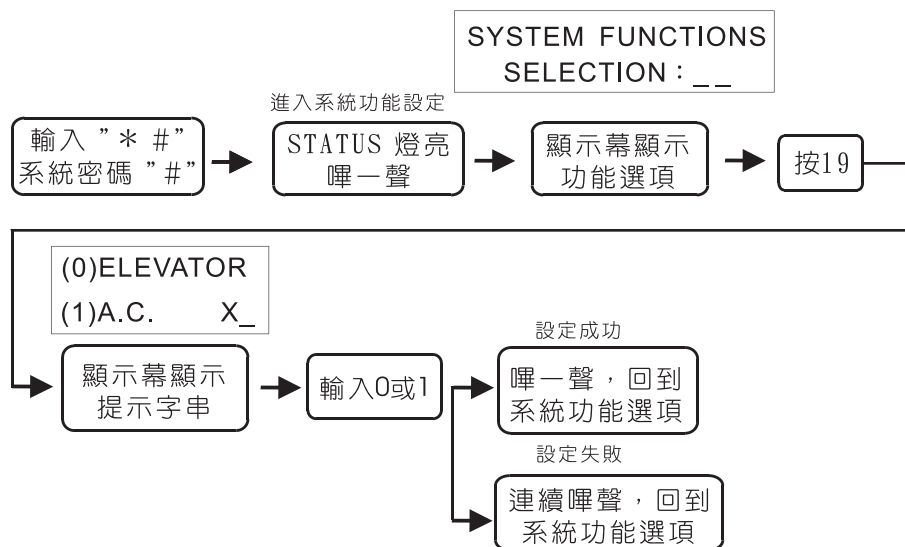 SYSTEM FUNCTIONS
SELECTION：_ _
進入系統功能設定
輸入 ”＊ #”
系統密碼 ”#”
STATUS 燈亮
嗶一聲
顯示幕顯示
功能選項
按19
(0)ELEVATOR
(1)A.C. X_
顯示幕顯示
提示字串
輸入0或1
設定成功
嗶一聲，回到
系統功能選項
設定失敗
連續嗶聲，回到
系統功能選項